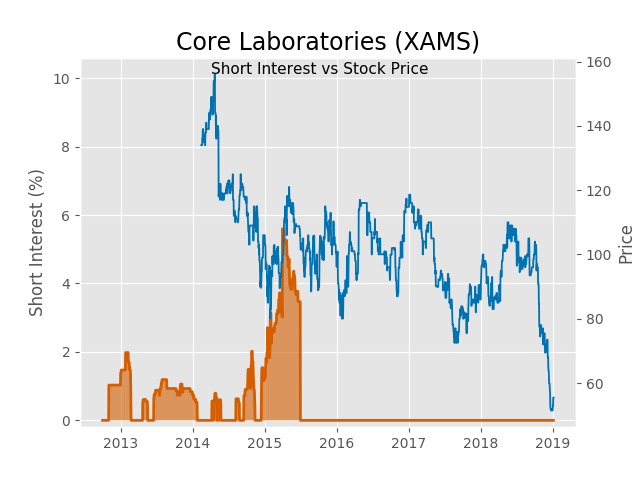 Core Laboratories (XAMS)
Short Interest vs Stock Price
Short Interest (%)
10
8
6
4
2
0
160
140
120
100
80
60
Price
2013 2014 2015 2016 2017 2018 2019